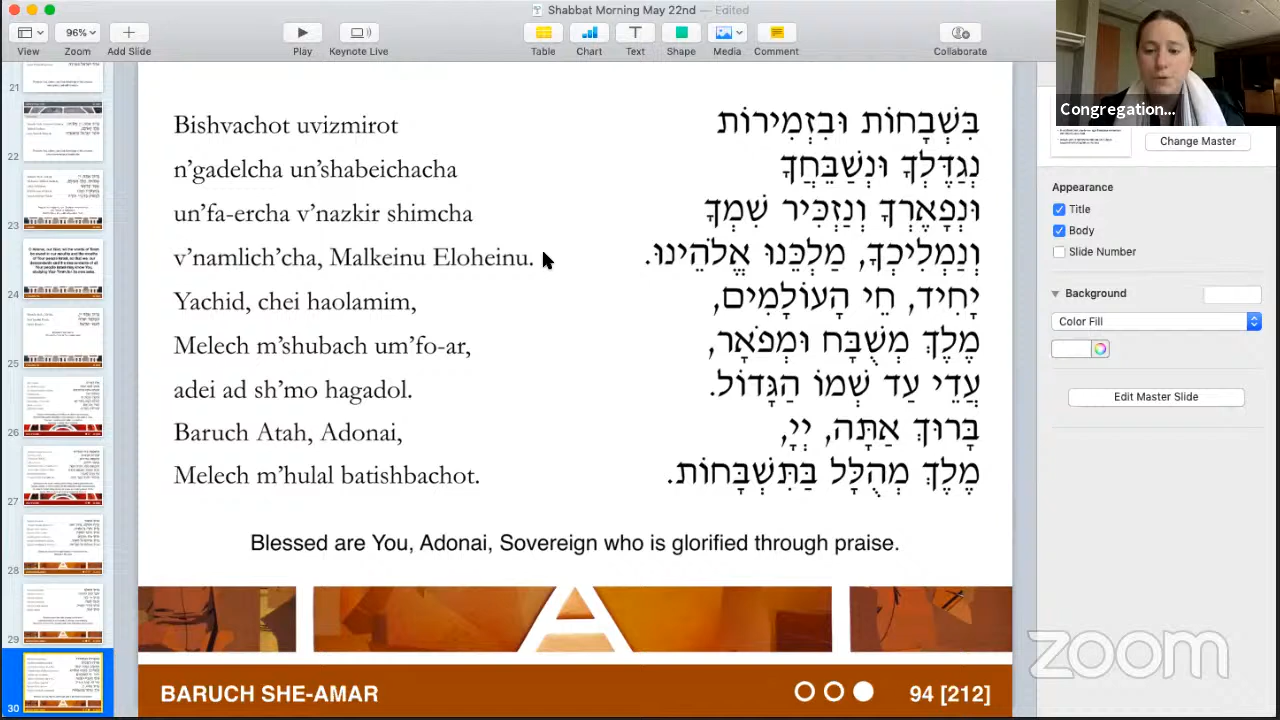 Shabbat Morning May 22nd — Edited
96%
View
Zoom
Add Slide
Play
Keynote Live
Table
Chart
Text
Shape
Media
Comment
Collaborate
Congregation...
Change Master
Appearance
Title
Body
Slide Number
Background
Color Fill
Edit Master Slide
21
22
23
24
25
26
27
28
29
30
Bishvachot uvizmirot
n'gadelcha un'shabeichacha
un'fa-ercha v'nazkir shimcha
v'namlich'cha, Malkeinu Eloheinu.
Yachid, chei haolamim,
Melech m'shubach um'fo-ar,
adei ad sh'mo hagadol.
Baruch Atah, Adonai,
Melech m'hulal batishbachot.
בִּשְׁבָחוֹת וּבִזְמִירוֹת
נְגַדֶּלְךָ וּנְשַׁבֵּחֲךָ
וּנְפָאֶרְךָ וְנַזְכִּיר שִׁמְךָ
וְנַמְלִיכְךָ, מַלְכֵּנוּ אֱלֹהֵינוּ.
יָחִיד, חֵי הָעוֹלָמִים,
מֶלֶךְ מְשֻׁבָּח וּמְפֹאָר,
עֲדֵי עַד שְׁמוֹ הַגָּדוֹל.
בָּרוּךְ אַתָּה, יְיָ,
מֶלֶךְ מְהֻלָּל בַּתִּשְׁבָּחוֹת.
Blessed are You, Adonai, Sovereign who is glorified through praise.
A
BARUCH SHE-AMAR
94 [212]
zoom